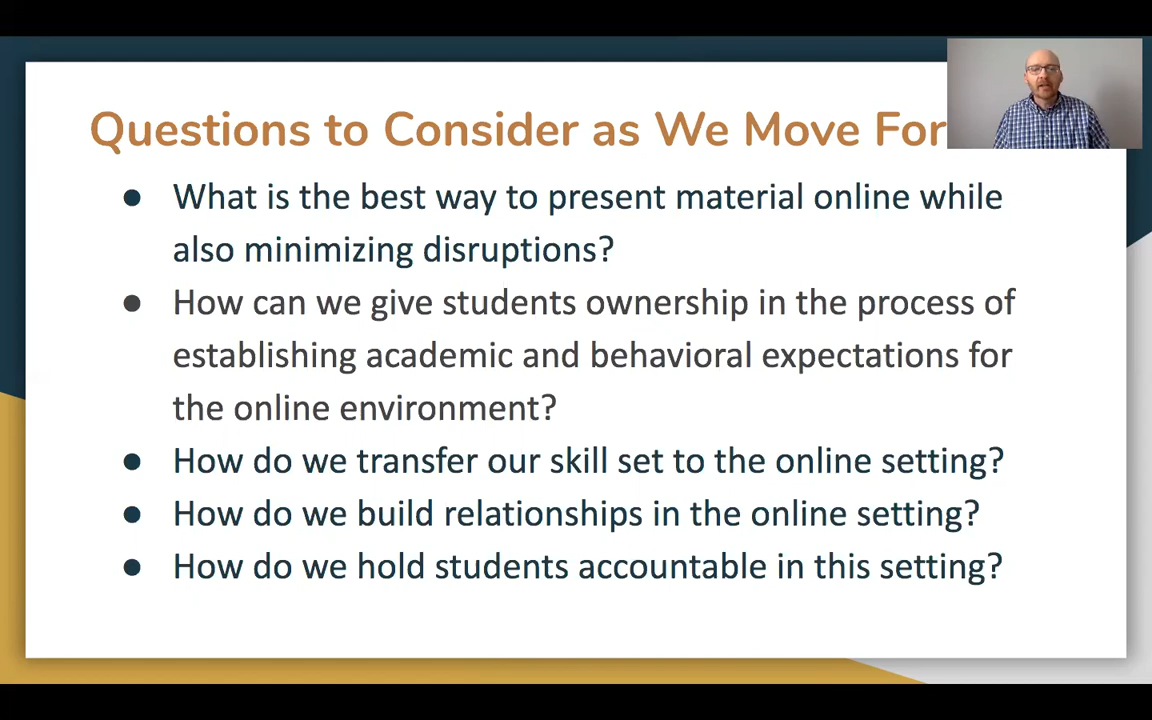 Questions to Consider as We Move For
● What is the best way to present material online while
also minimizing disruptions?
● How can we give students ownership in the process of
establishing academic and behavioral expectations for
the online environment?
● How do we transfer our skill set to the online setting?
● How do we build relationships in the online setting?
● How do we hold students accountable in this setting?